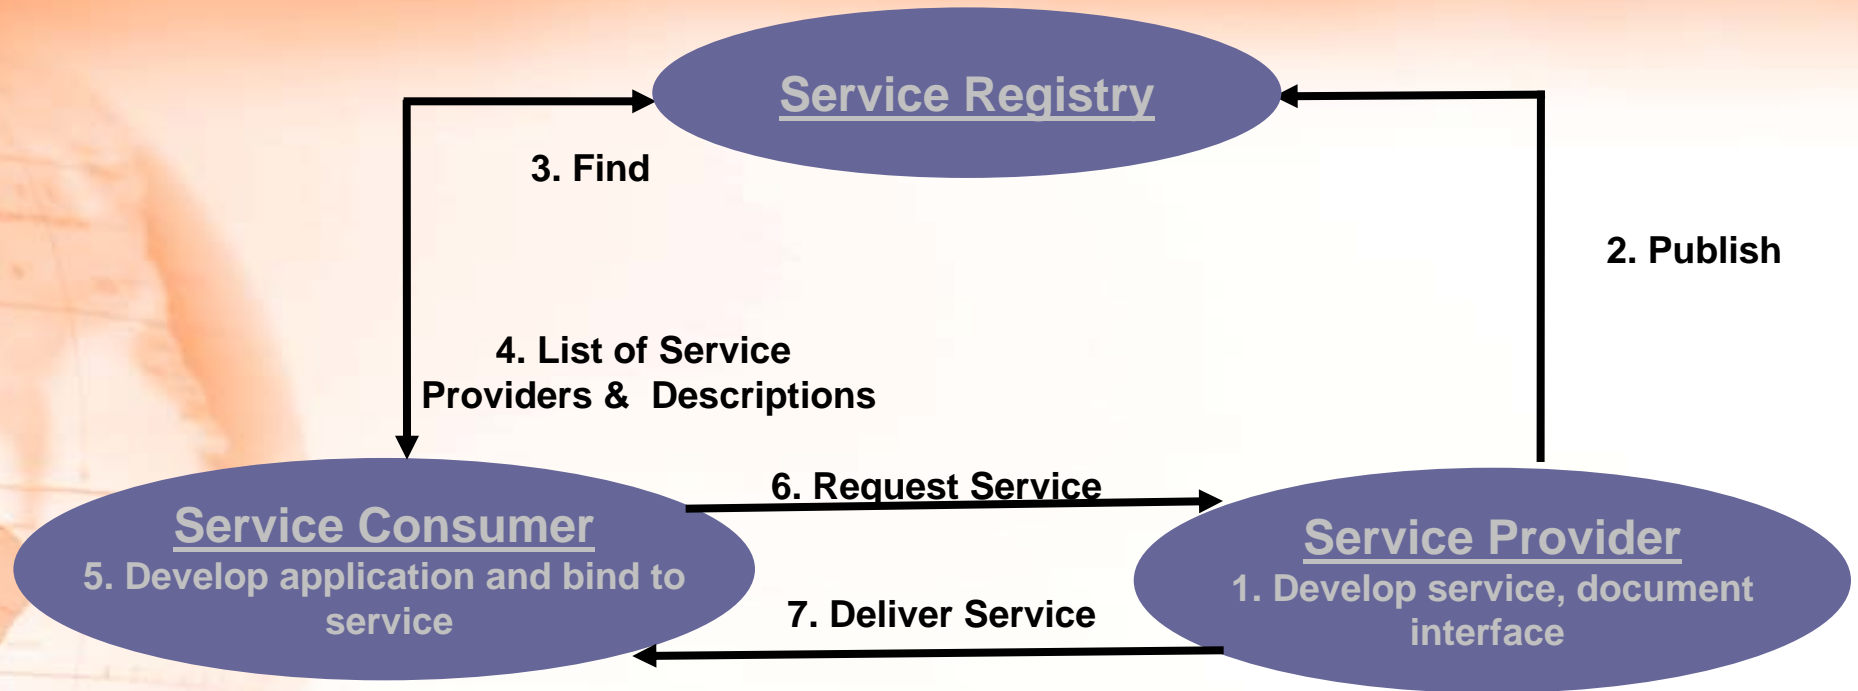 Service Registry
3. Find
2. Publish
4. List of Service
Providers & Descriptions
6. Request Service
Service Consumer
5. Develop application and bind to
service
Service Provider
1. Develop service, document
interface
7. Deliver Service